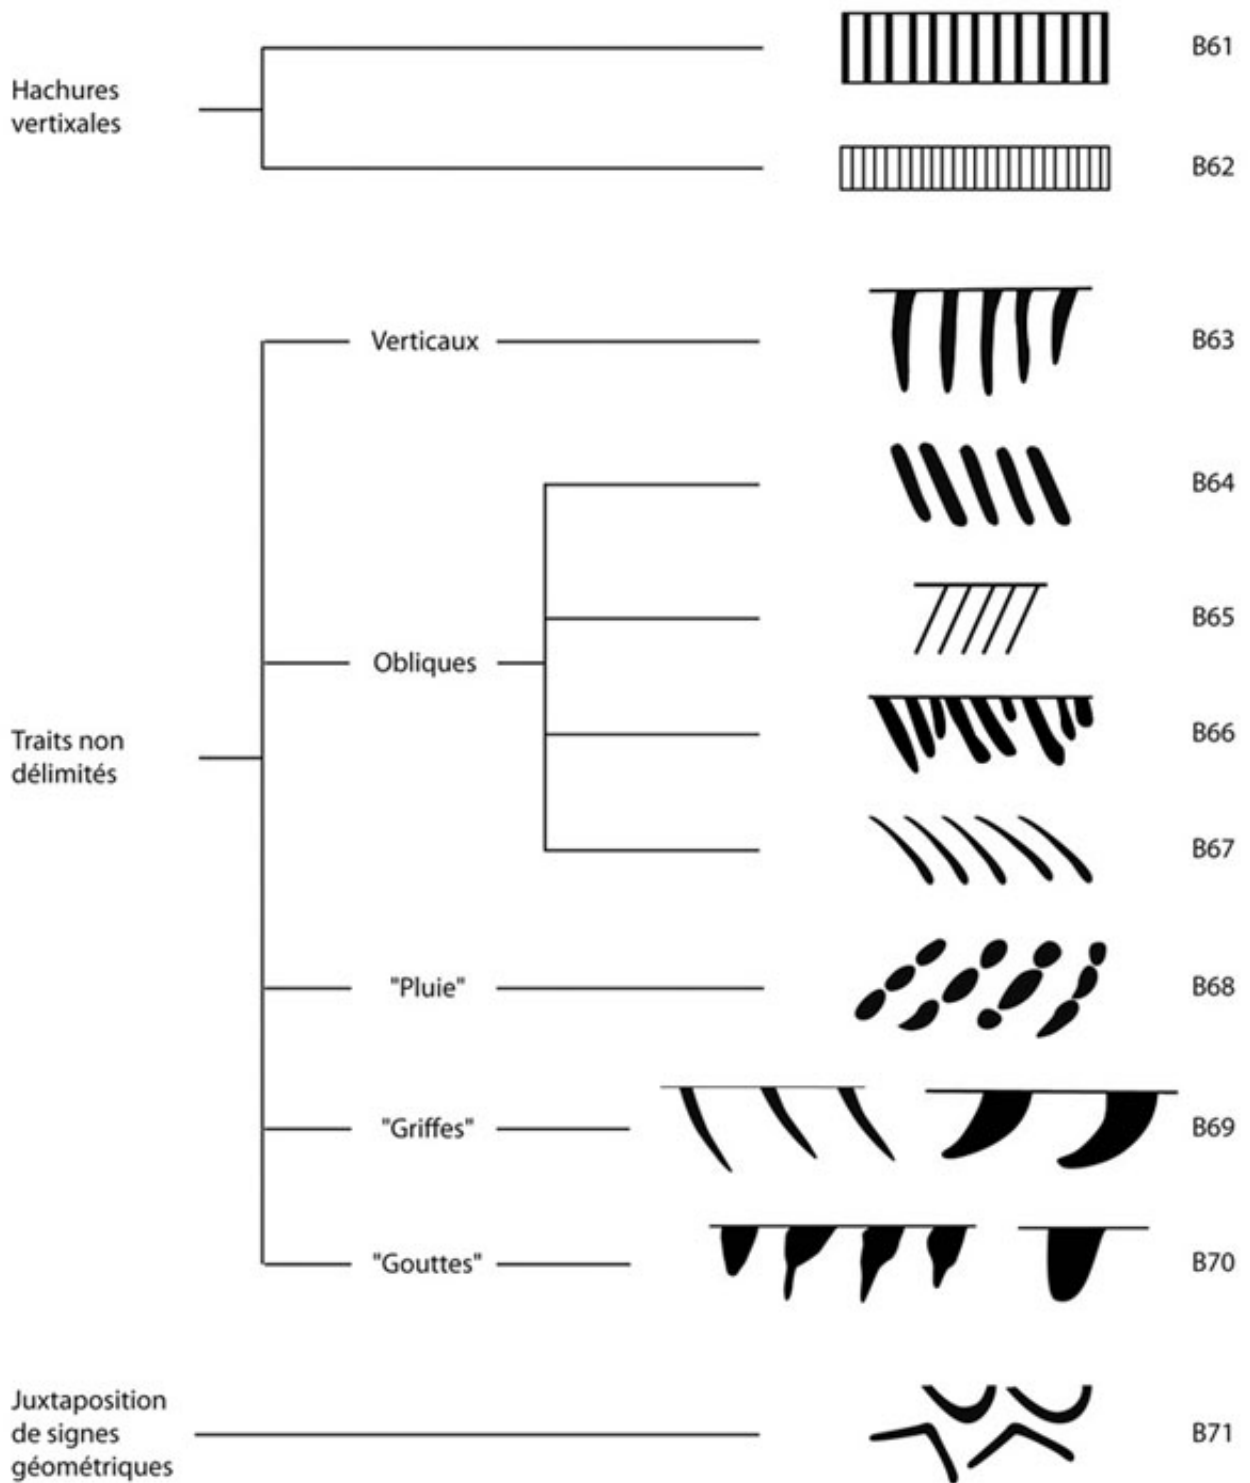 B61
Hachures
vertixales
B62
Verticaux
B63
B64
B65
Obliques
B66
Traits non
délimités
B67
"Pluie"
B68
"Griffes"
B69
"Gouttes"
B70
Juxtaposition
de signes
géométriques
B71